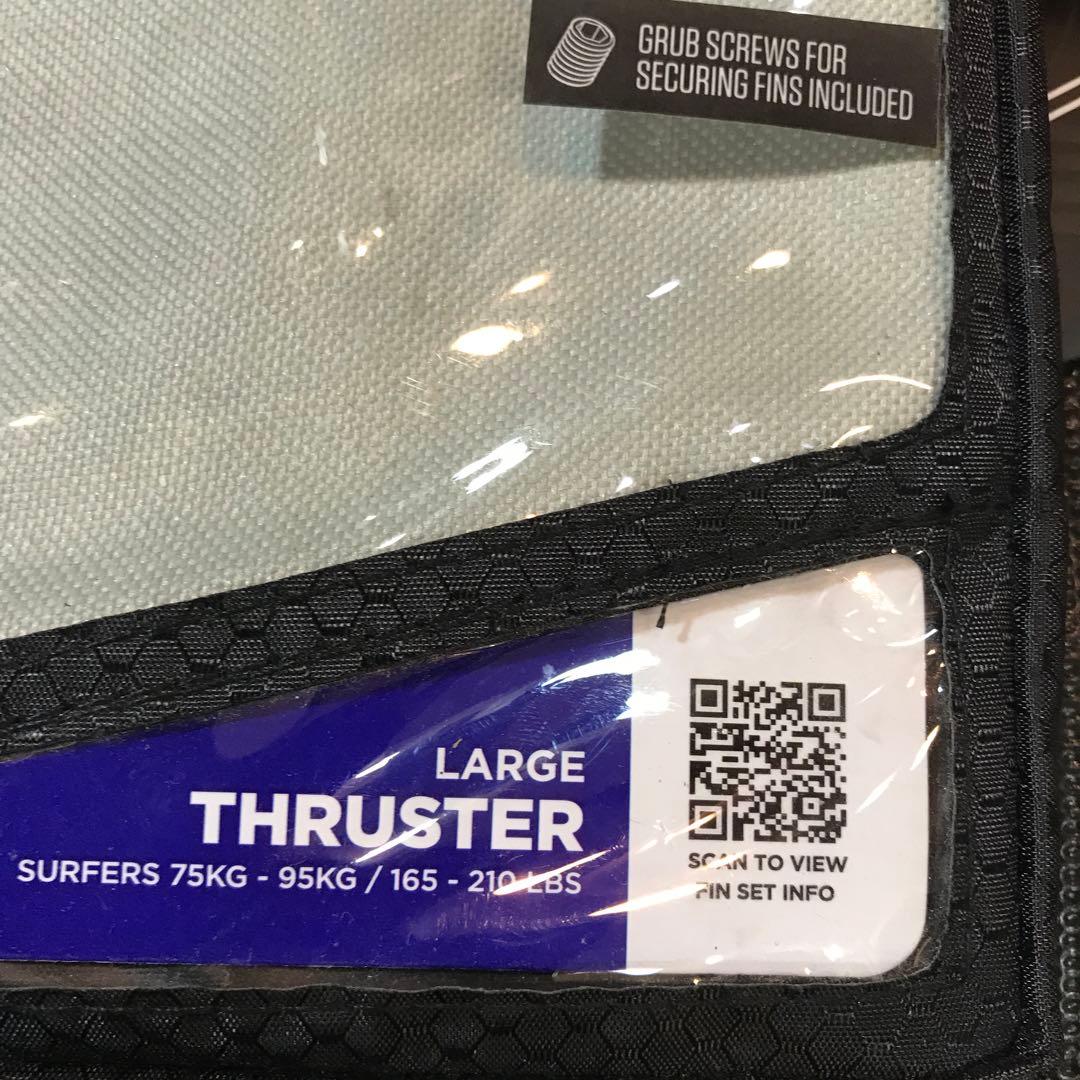 GRUB SCREWS FOR
SECURING FINS INCLUDED
LARGE
THRUSTER
SURFERS 75KG - 95KG / 165 - 210 LBS
SCAN TO VIEW
FIN SET INFO